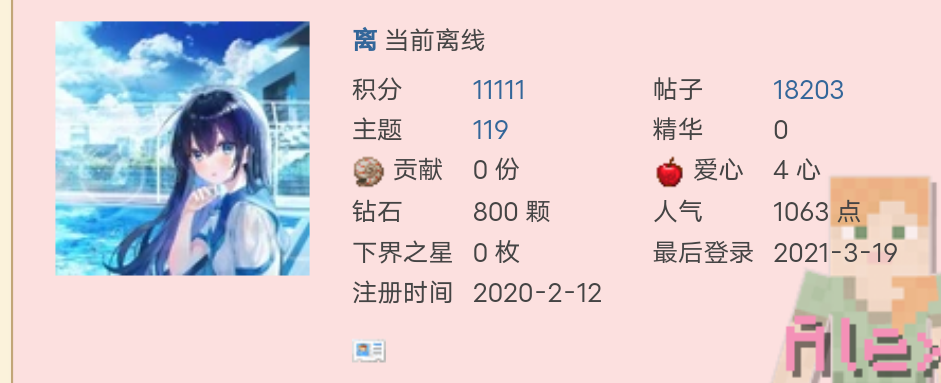 离 当前离线
积分 11111 帖子 18203
主题 119 精华 0
贡献 0 份 爱心 4 心
钻石 800 颗 人气 1063 点
下界之星 0 枚 最后登录 2021-3-19
注册时间 2020-2-12
Alex